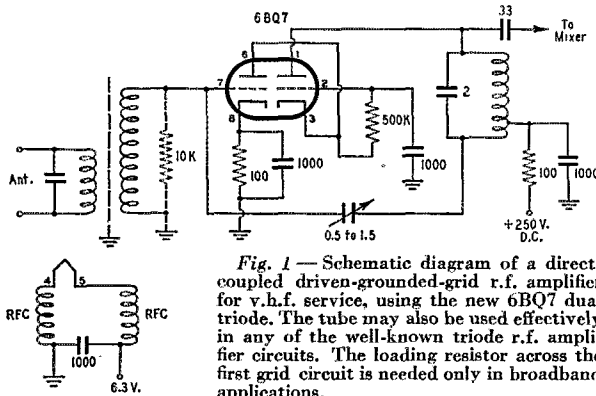 6BQ7
33
To
Mixer
6
1
7
2
8
3
2
500K
10K
Ant.
100
1000
1000
100
1000
0.5 to 1.5
+250 V.
D.C.
4 5
RFC
RFC
1000
6.3 V.
Fig. 1 — Schematic diagram of a direct-
coupled driven-grounded-grid r.f. amplifier
for v.h.f. service, using the new 6BQ7 dual
triode. The tube may also be used effectively
in any of the well-known triode r.f. ampli-
fier circuits. The loading resistor across the
first grid circuit is needed only in broadband
applications.